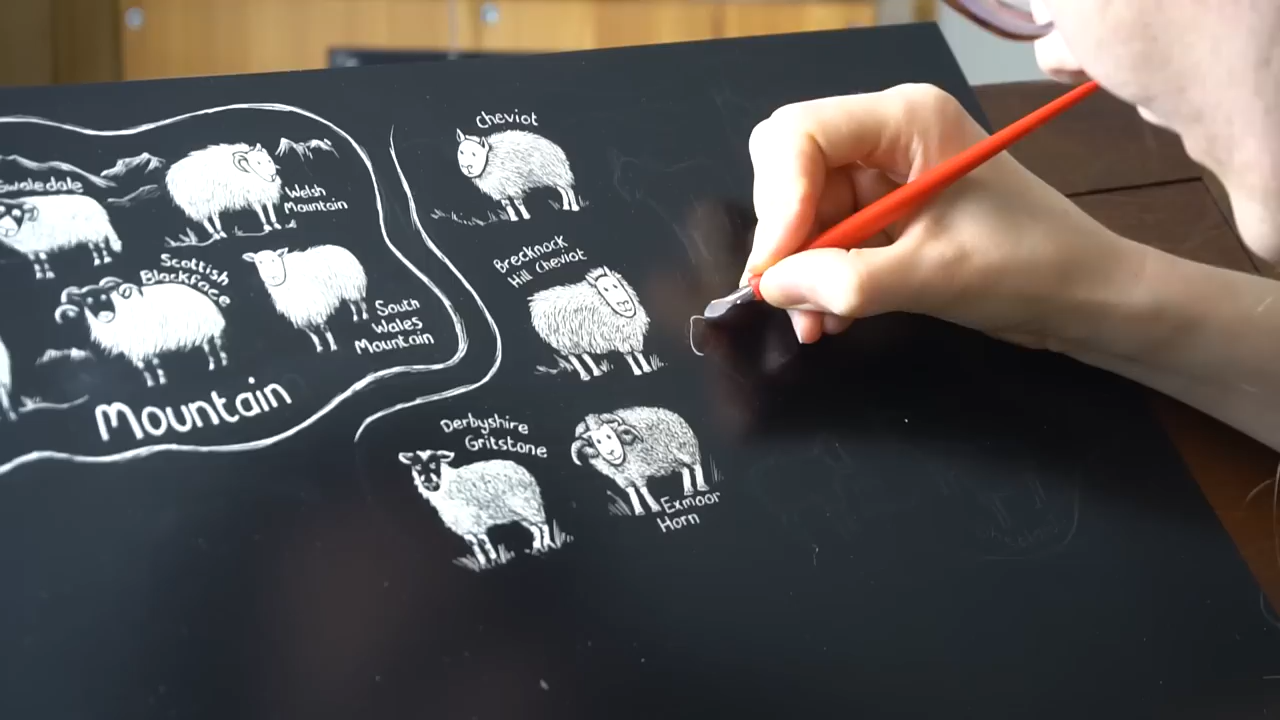 Swaledale
Welsh
Mountain
Scottish
Blackface
South
Wales
Mountain
Mountain
Cheviot
Brecknock
Hill Cheviot
Derbyshire
Gritstone
Exmoor
Horn